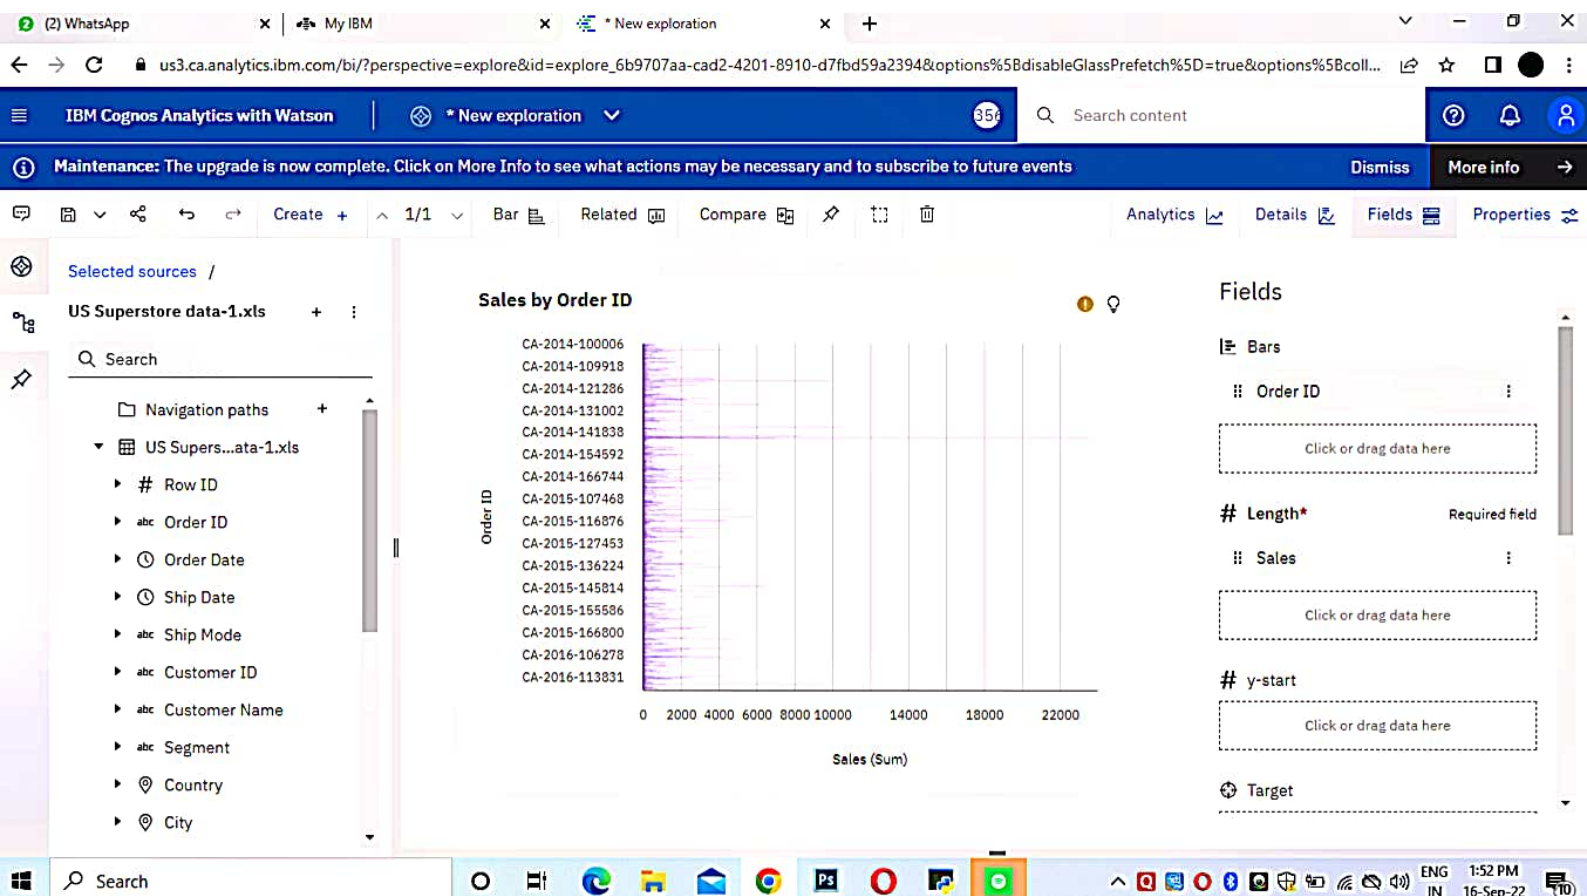 (2) WhatsApp
My IBM
* New exploration
us3.ca.analytics.ibm.com/bi/?perspective=explore&id=explore_6b9707aa-cad2-4201-8910-d7fbd59a2394&options%5BdisableGlassPrefetch%5D=true&options%5Bcoll...
IBM Cognos Analytics with Watson
* New exploration
356
Search content
Maintenance: The upgrade is now complete. Click on More Info to see what actions may be necessary and to subscribe to future events
Dismiss
More info
Create +
1/1
Bar
Related
Compare
Analytics
Details
Fields
Properties
Selected sources /
US Superstore data-1.xls
Search
Navigation paths
US Supers...ata-1.xls
# Row ID
abc Order ID
Order Date
Ship Date
abc Ship Mode
abc Customer ID
abc Customer Name
abc Segment
Country
City
Sales by Order ID
Order ID
CA-2014-100006
CA-2014-109918
CA-2014-121286
CA-2014-131002
CA-2014-141838
CA-2014-154592
CA-2014-166744
CA-2015-107468
CA-2015-116876
CA-2015-127453
CA-2015-136224
CA-2015-145814
CA-2015-155586
CA-2015-166800
CA-2016-106278
CA-2016-113831
0 2000 4000 6000 8000 10000 14000 18000 22000
Sales (Sum)
Fields
Bars
Order ID
Click or drag data here
# Length*
Required field
Sales
Click or drag data here
# y-start
Click or drag data here
Target
Search
Ps
ENG
IN
1:52 PM
16-Sep-22
10